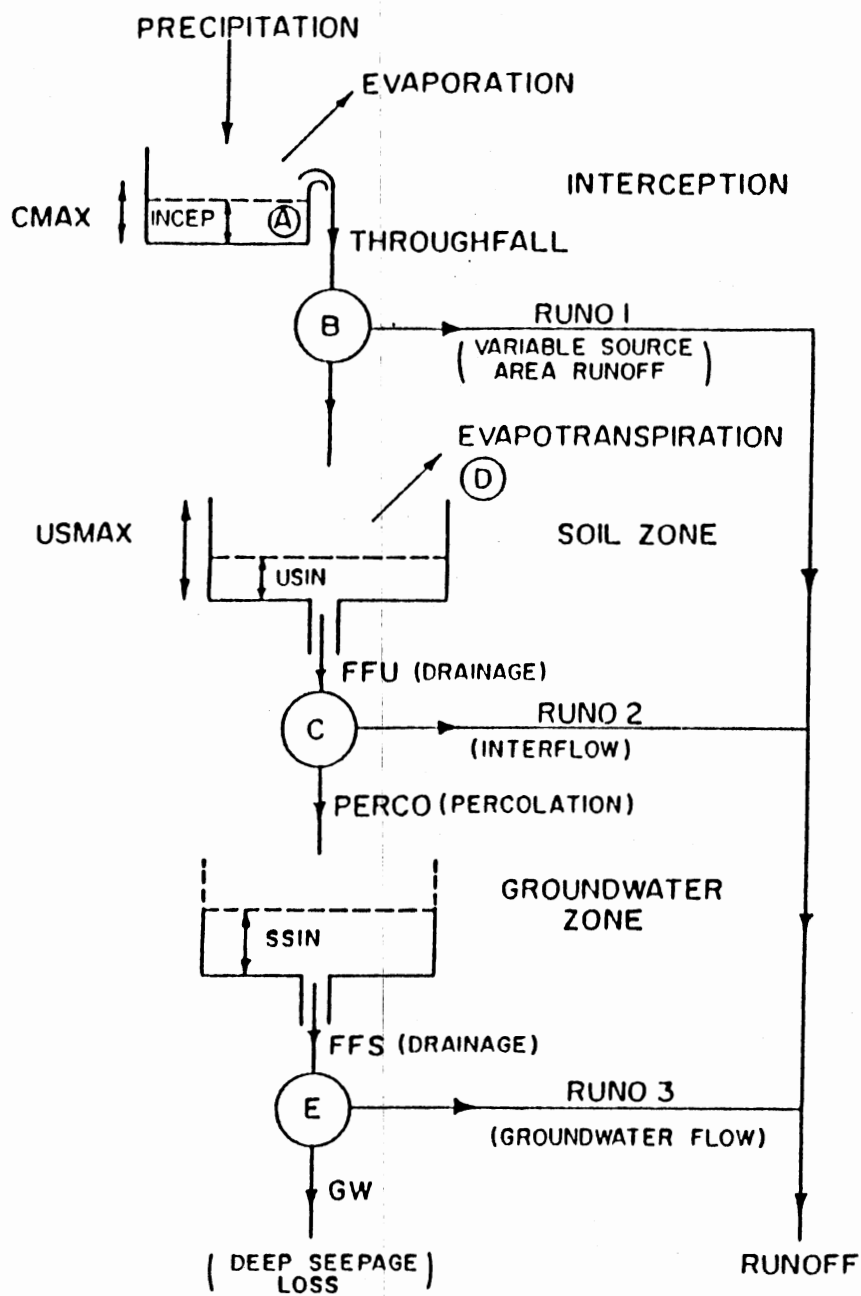 PRECIPITATION
EVAPORATION
INTERCEPTION
CMAX
INCEP
A
THROUGHFALL
B
RUNO 1
(VARIABLE SOURCE
AREA RUNOFF)
EVAPOTRANSPIRATION
D
USMAX
SOIL ZONE
USIN
FFU (DRAINAGE)
C
RUNO 2
(INTERFLOW)
PERCO (PERCOLATION)
GROUNDWATER
ZONE
SSIN
FFS (DRAINAGE)
E
RUNO 3
(GROUNDWATER FLOW)
GW
(DEEP SEEPAGE
LOSS)
RUNOFF